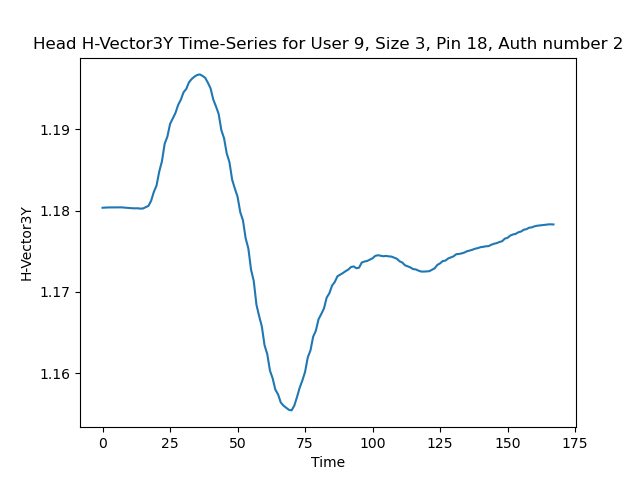 Head H-Vector3Y Time-Series for User 9, Size 3, Pin 18, Auth number 2
1.19
1.18
1.17
1.16
H-Vector3Y
0 25 50 75 100 125 150 175
Time